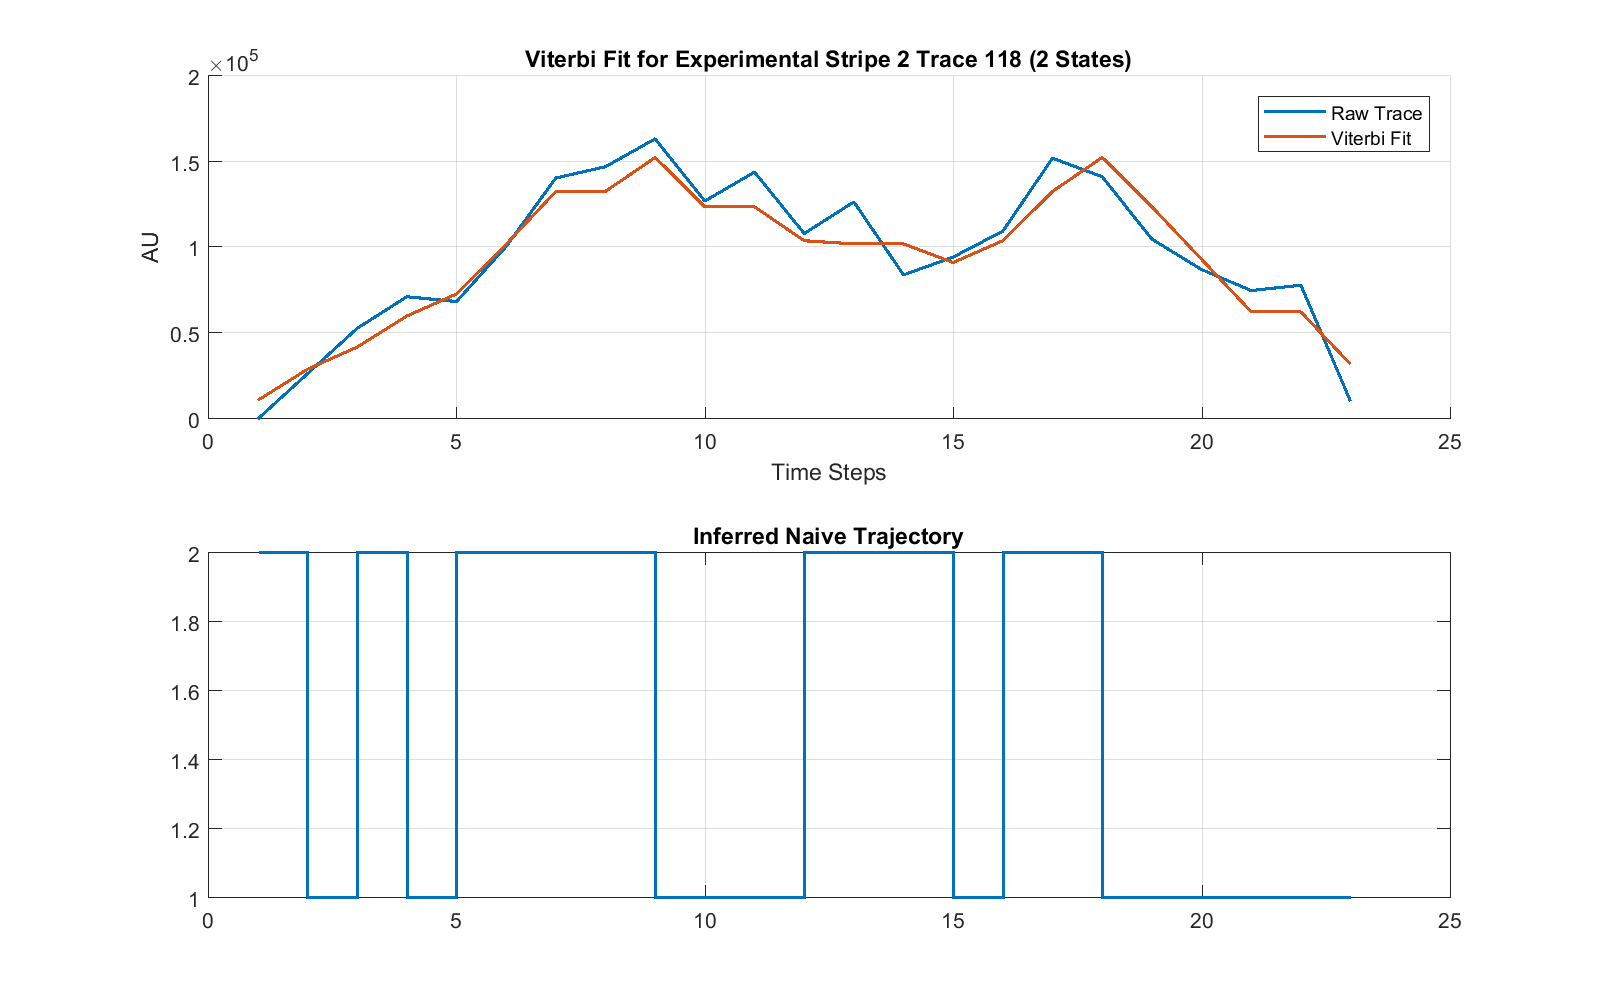 Viterbi Fit for Experimental Stripe 2 Trace 118 (2 States)
×10^5
2
1.5
1
0.5
0
AU
Raw Trace
Viterbi Fit
0 5 10 15 20 25
Time Steps
Inferred Naive Trajectory
2
1.8
1.6
1.4
1.2
1
0 5 10 15 20 25